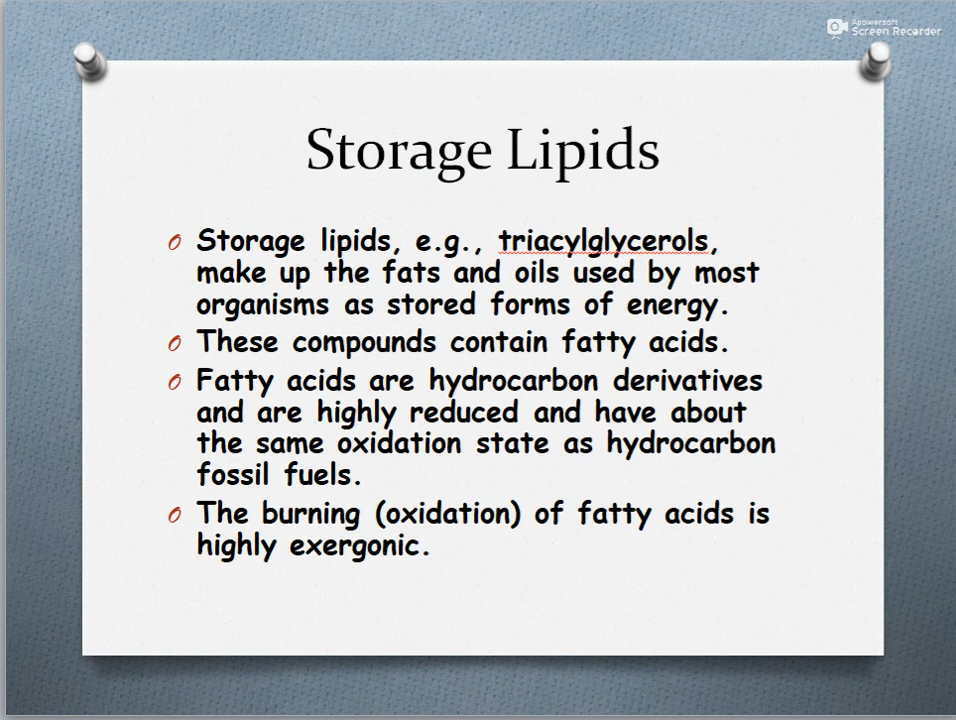 Apowersoft
Screen Recorder
Storage Lipids
Storage lipids, e.g., triacylglycerols,
make up the fats and oils used by most
organisms as stored forms of energy.
These compounds contain fatty acids.
Fatty acids are hydrocarbon derivatives
and are highly reduced and have about
the same oxidation state as hydrocarbon
fossil fuels.
The burning (oxidation) of fatty acids is
highly exergonic.